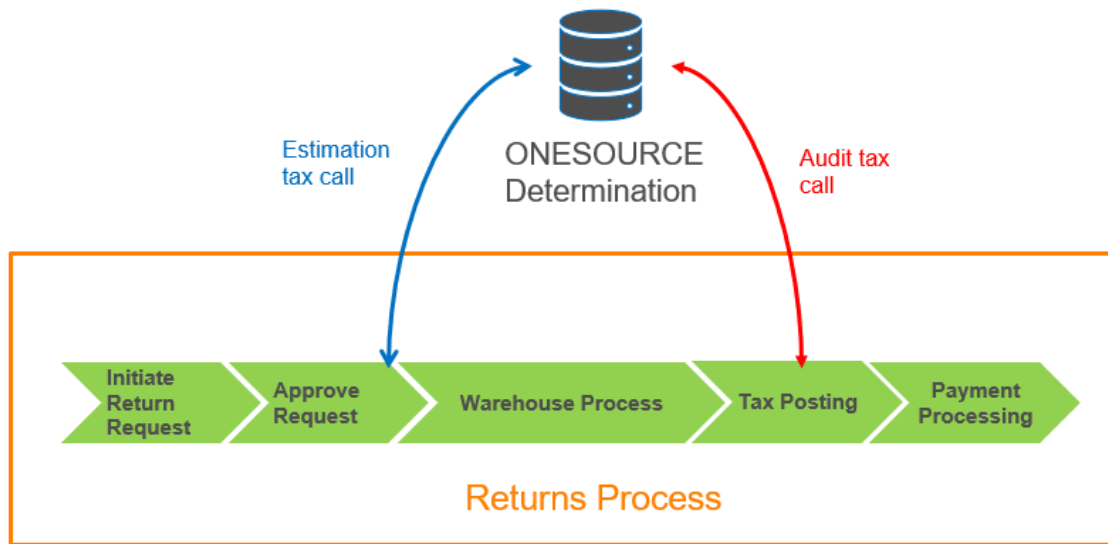 ONESOURCE
Determination
Estimation
tax call
Audit tax
call
Initiate
Return
Request
Approve
Request
Warehouse Process
Tax Posting
Payment
Processing
Returns Process